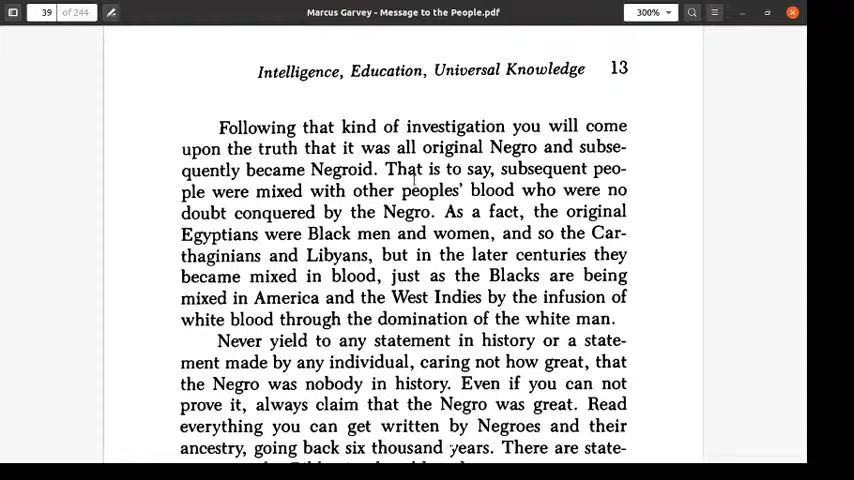 39 of 244
Marcus Garvey - Message to the People.pdf
300%
Intelligence, Education, Universal Knowledge 13
Following that kind of investigation you will come
upon the truth that it was all original Negro and subse-
quently became Negroid. That is to say, subsequent peo-
ple were mixed with other peoples' blood who were no
doubt conquered by the Negro. As a fact, the original
Egyptians were Black men and women, and so the Car-
thaginians and Libyans, but in the later centuries they
became mixed in blood, just as the Blacks are being
mixed in America and the West Indies by the infusion of
white blood through the domination of the white man.
Never yield to any statement in history or a state-
ment made by any individual, caring not how great, that
the Negro was nobody in history. Even if you can not
prove it, always claim that the Negro was great. Read
everything you can get written by Negroes and their
ancestry, going back six thousand years. There are state-